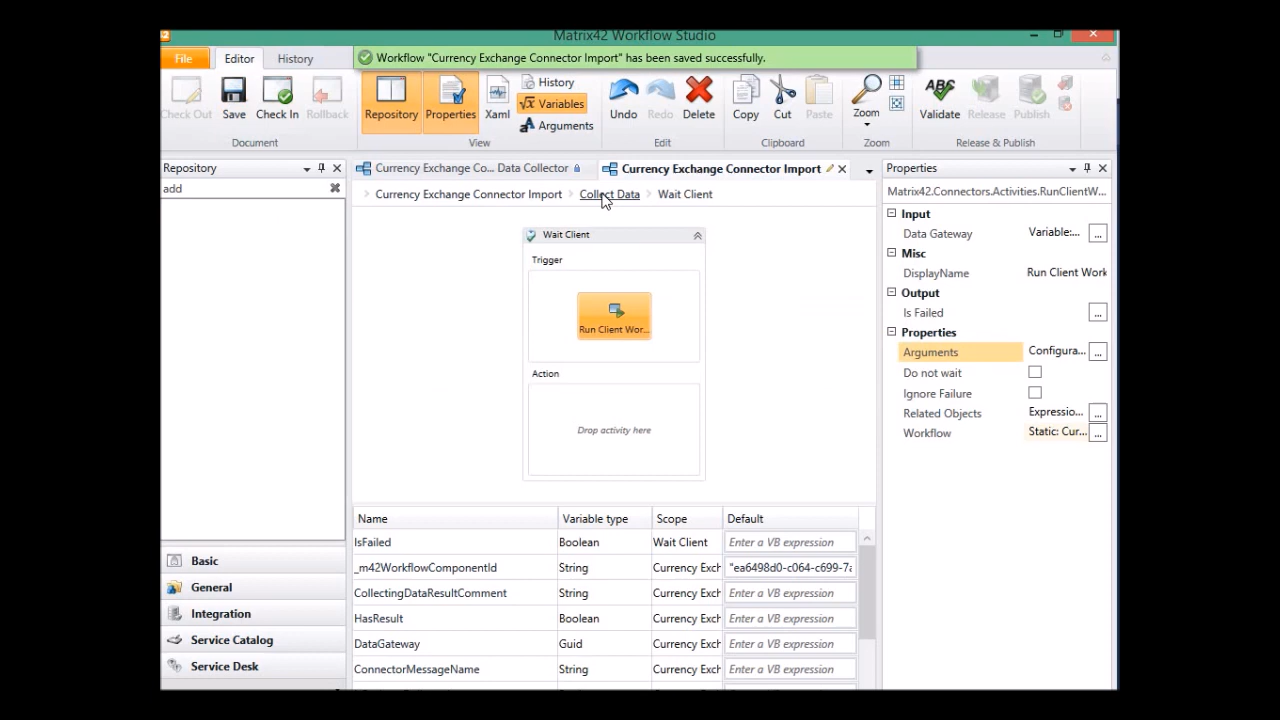 Matrix42 Workflow Studio
File
Editor
History
Workflow "Currency Exchange Connector Import" has been saved successfully.
Check Out
Save
Check In
Rollback
Document
Repository
Properties
Xaml
History
Variables
Arguments
View
Undo
Redo
Delete
Edit
Copy
Cut
Paste
Clipboard
Zoom
Zoom
Validate
Release
Publish
Release & Publish
Repository
add
Currency Exchange Co... Data Collector
Currency Exchange Connector Import
Currency Exchange Connector Import
Collect Data
Wait Client
Wait Client
Trigger
Run Client Wor...
Action
Drop activity here
Name
Variable type
Scope
Default
IsFailed
Boolean
Wait Client
Enter a VB expression
_m42WorkflowComponentId
String
Currency Exch
"ea6498d0-c064-c699-7a
CollectingDataResultComment
String
Currency Exch
Enter a VB expression
HasResult
Boolean
Currency Exch
Enter a VB expression
DataGateway
Guid
Currency Exch
Enter a VB expression
ConnectorMessageName
String
Currency Exch
Enter a VB expression
Basic
General
Integration
Service Catalog
Service Desk
Properties
Matrix42.Connectors.Activities.RunClientW...
Input
Data Gateway
Variable:...
...
Misc
DisplayName
Run Client Work
Output
Is Failed
...
Properties
Arguments
Configura...
...
Do not wait
Ignore Failure
Related Objects
Expressio...
...
Workflow
Static: Cur...
...